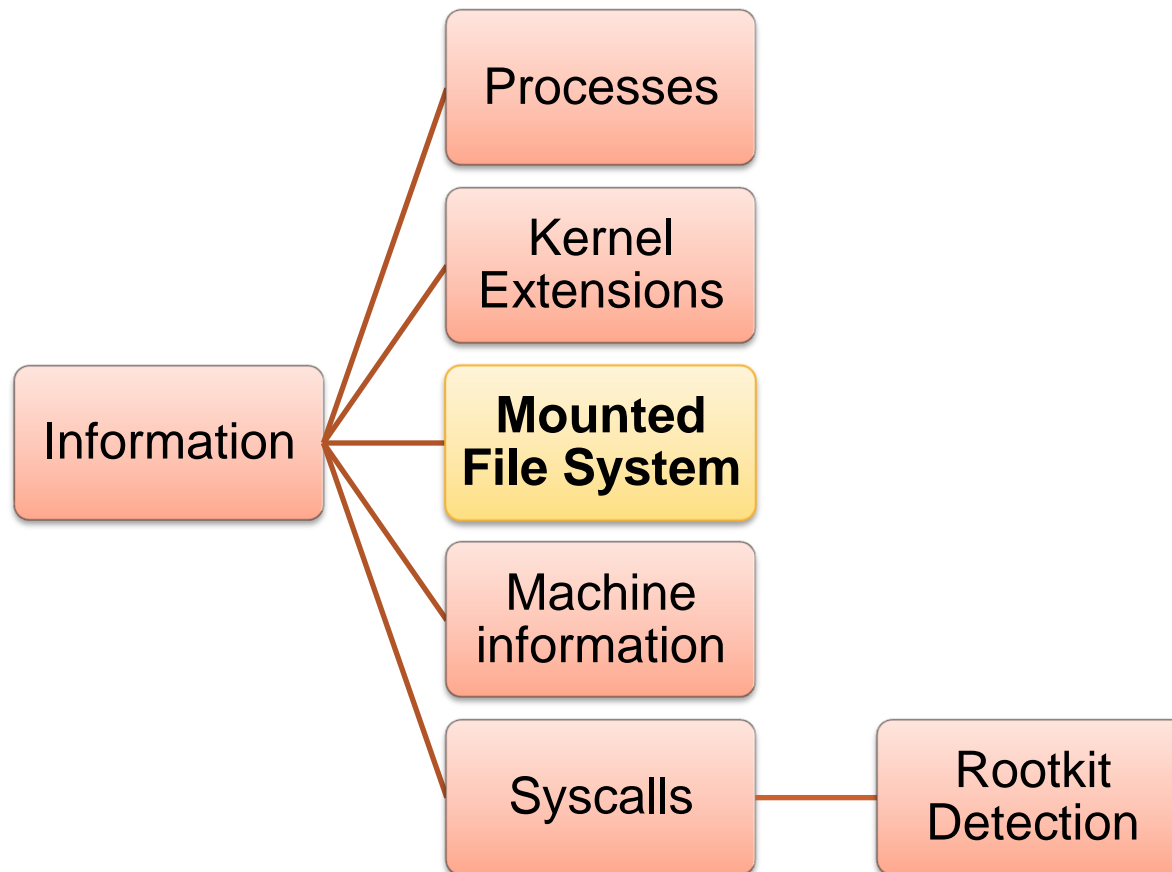 Processes
Kernel
Extensions
Information
Mounted
File System
Machine
information
Syscalls
Rootkit
Detection